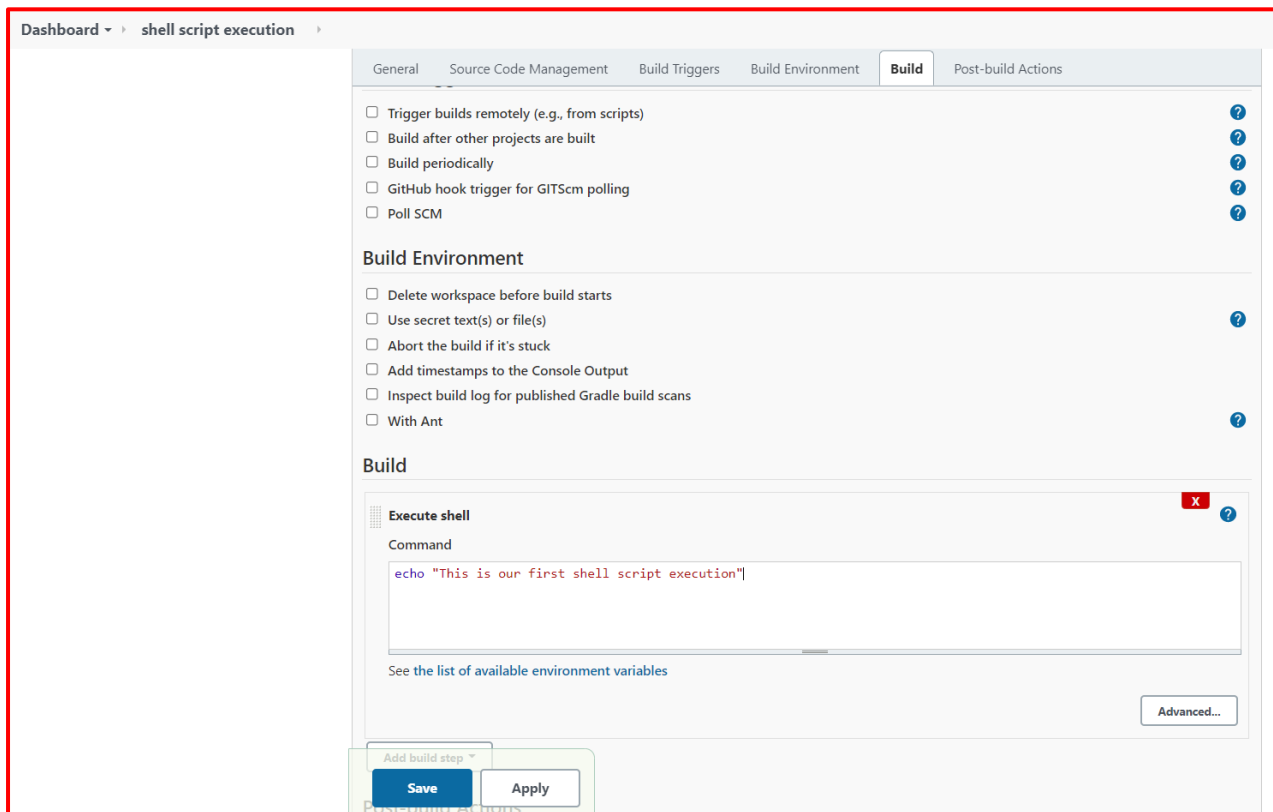 Dashboard shell script execution
General Source Code Management Build Triggers Build Environment Build Post-build Actions
Trigger builds remotely (e.g., from scripts)
Build after other projects are built
Build periodically
GitHub hook trigger for GITScm polling
Poll SCM
Build Environment
Delete workspace before build starts
Use secret text(s) or file(s)
Abort the build if it's stuck
Add timestamps to the Console Output
Inspect build log for published Gradle build scans
With Ant
Build
X
Execute shell
Command
echo "This is our first shell script execution"
See the list of available environment variables
Advanced...
Add build step
Save Apply
Post-build Actions